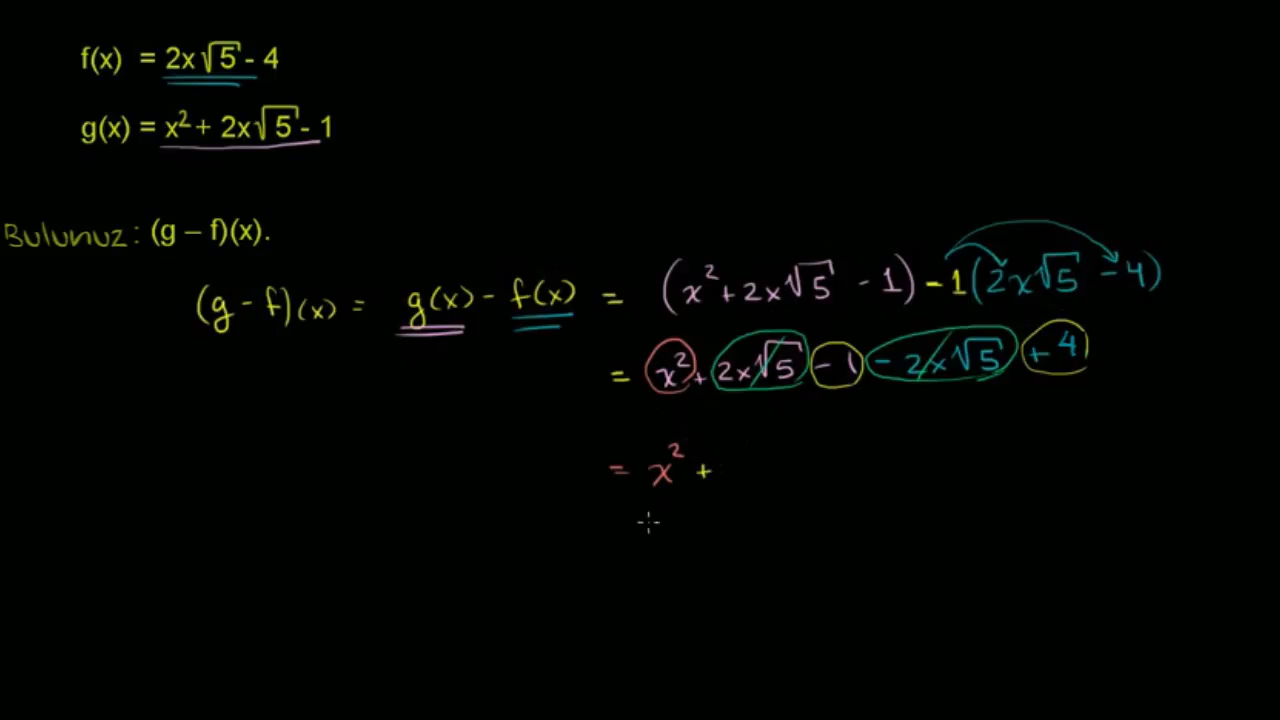 f(x) = 2x√5 - 4
g(x) = x² + 2x√5 - 1
Bulunuz: (g – f)(x).
(g - f)(x) = g(x) - f(x) = (x² + 2x√5 - 1) - 1(2x√5 - 4)
= x² + 2x√5 - 1 - 2x√5 + 4
= x² +